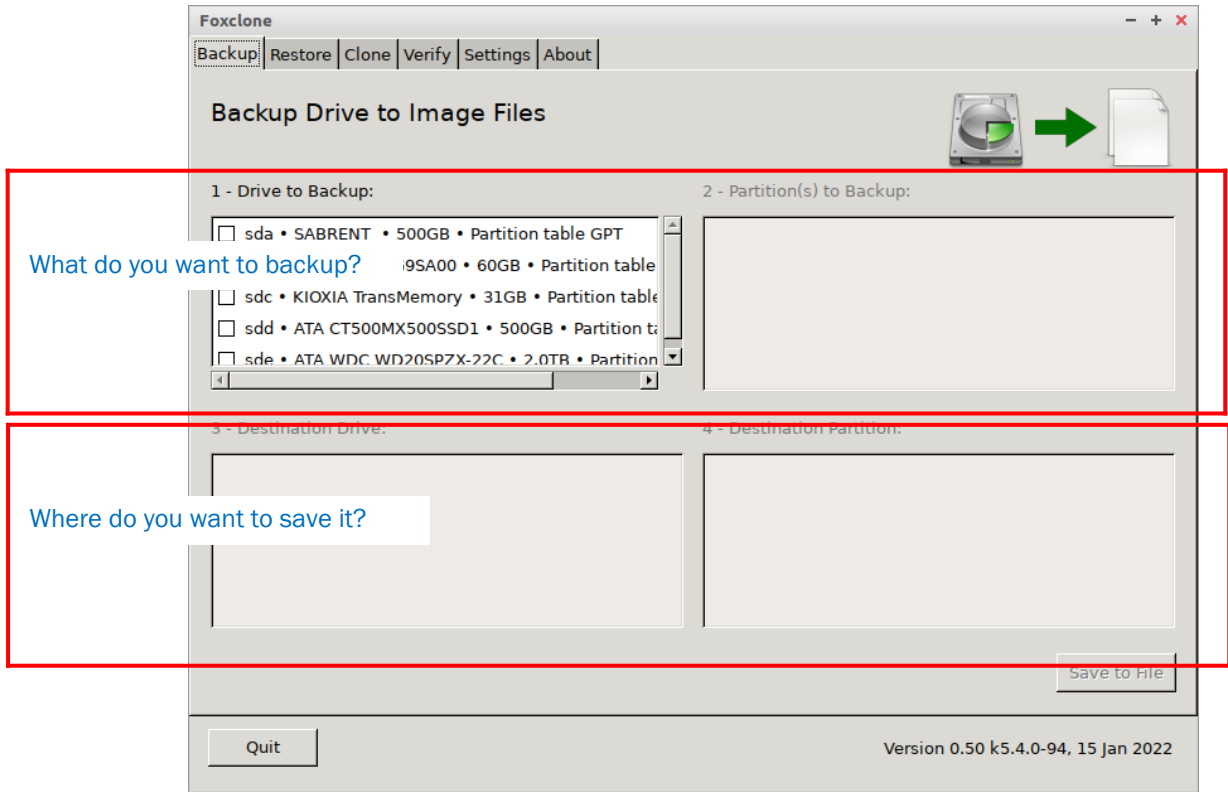 Foxclone
Backup Restore Clone Verify Settings About
Backup Drive to Image Files
1 - Drive to Backup:
2 - Partition(s) to Backup:
sda • SABRENT • 500GB • Partition table GPT
What do you want to backup?
9SA00 • 60GB • Partition table
sdc • KIOXIA TransMemory • 31GB • Partition table
sdd • ATA CT500MX500SSD1 • 500GB • Partition ta
sde • ATA WDC WD20SPZX-22C • 2.0TB • Partition
3 - Destination Drive:
4 - Destination Partition:
Where do you want to save it?
Save to File
Quit
Version 0.50 k5.4.0-94, 15 Jan 2022